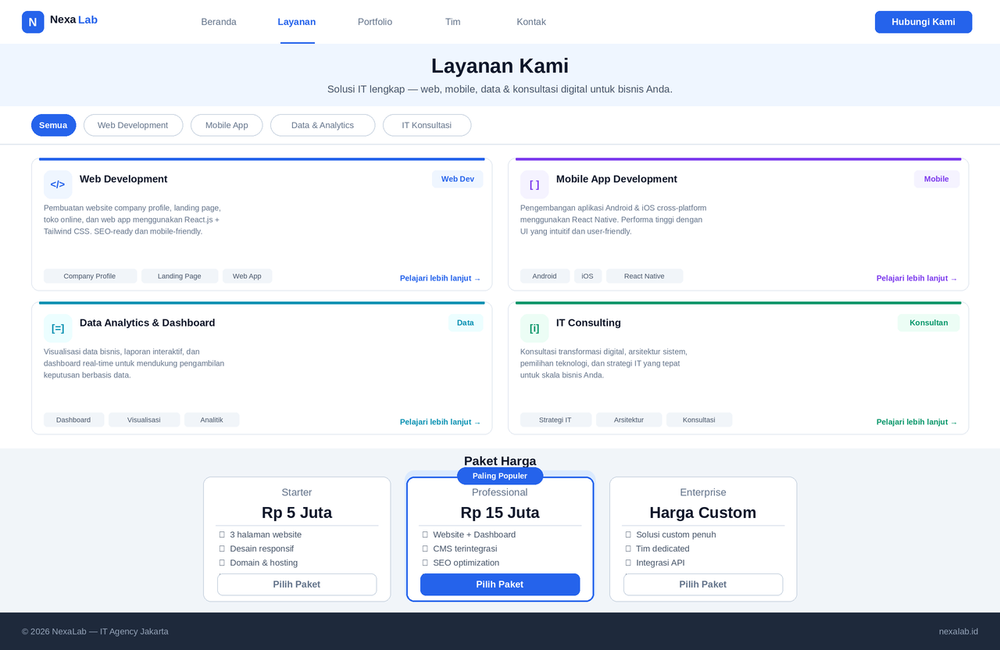 N Nexa Lab
Beranda
Layanan
Portfolio
Tim
Kontak
Hubungi Kami
Layanan Kami
Solusi IT lengkap — web, mobile, data & konsultasi digital untuk bisnis Anda.
Semua
Web Development
Mobile App
Data & Analytics
IT Konsultasi
</> Web Development
Web Dev
Pembuatan website company profile, landing page,
toko online, dan web app menggunakan React.js +
Tailwind CSS. SEO-ready dan mobile-friendly.
Company Profile
Landing Page
Web App
Pelajari lebih lanjut →
[ ] Mobile App Development
Mobile
Pengembangan aplikasi Android & iOS cross-platform
menggunakan React Native. Performa tinggi dengan
UI yang intuitif dan user-friendly.
Android
iOS
React Native
Pelajari lebih lanjut →
[=] Data Analytics & Dashboard
Data
Visualisasi data bisnis, laporan interaktif, dan
dashboard real-time untuk mendukung pengambilan
keputusan berbasis data.
Dashboard
Visualisasi
Analitik
Pelajari lebih lanjut →
[i] IT Consulting
Konsultan
Konsultasi transformasi digital, arsitektur sistem,
pemilihan teknologi, dan strategi IT yang tepat
untuk skala bisnis Anda.
Strategi IT
Arsitektur
Konsultasi
Pelajari lebih lanjut →
Paket Harga
Starter
Rp 5 Juta
3 halaman website
Desain responsif
Domain & hosting
Pilih Paket
Paling Populer
Professional
Rp 15 Juta
Website + Dashboard
CMS terintegrasi
SEO optimization
Pilih Paket
Enterprise
Harga Custom
Solusi custom penuh
Tim dedicated
Integrasi API
Pilih Paket
© 2026 NexaLab — IT Agency Jakarta
nexalab.id